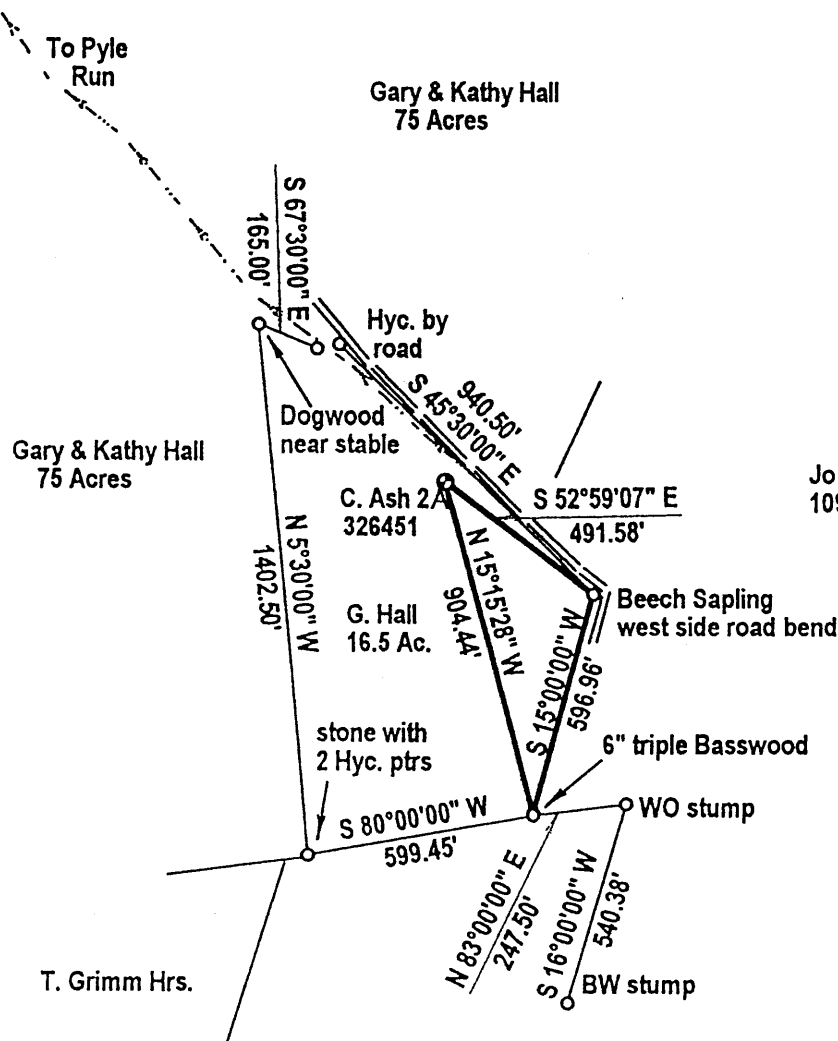 To Pyle
Run
Gary & Kathy Hall
75 Acres
S 67°30'00" E
165.00'
Hyc. by
road
940.50'
S 45°30'00" E
Dogwood
near stable
Gary & Kathy Hall
75 Acres
Jo
109
C. Ash 2A
326451
S 52°59'07" E
491.58'
N 5°30'00" W
1402.50'
N 15°15'28" W
904.44'
G. Hall
16.5 Ac.
Beech Sapling
west side road bend
S 15°00'00" W
596.96'
stone with
2 Hyc. ptrs
6" triple Basswood
S 80°00'00" W
599.45'
WO stump
N 83°00'00" E
247.50'
S 16°00'00" W
540.38'
T. Grimm Hrs.
BW stump